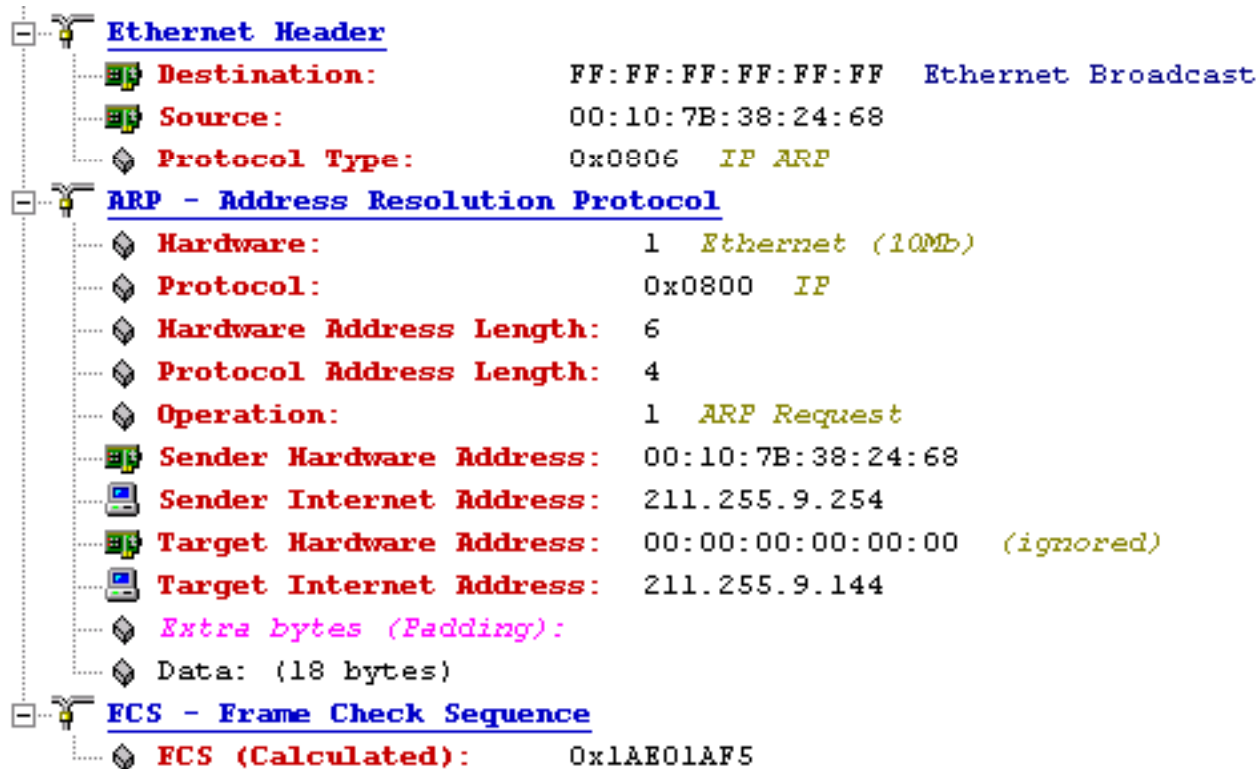 Ethernet Header
Destination: FF:FF:FF:FF:FF:FF Ethernet Broadcast
Source: 00:10:7B:38:24:68
Protocol Type: 0x0806 IP ARP
ARP - Address Resolution Protocol
Hardware: 1 Ethernet (10Mb)
Protocol: 0x0800 IP
Hardware Address Length: 6
Protocol Address Length: 4
Operation: 1 ARP Request
Sender Hardware Address: 00:10:7B:38:24:68
Sender Internet Address: 211.255.9.254
Target Hardware Address: 00:00:00:00:00:00 (ignored)
Target Internet Address: 211.255.9.144
Extra bytes (Padding):
Data: (18 bytes)
FCS - Frame Check Sequence
FCS (Calculated): 0x1AE01AF5